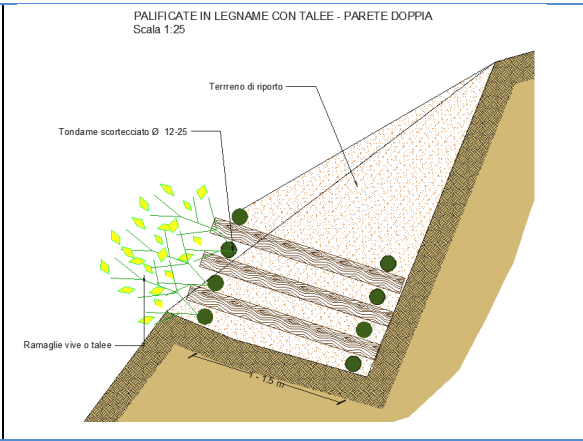 PALIFICATE IN LEGNAME CON TALEE - PARETE DOPPIA
Scala 1:25
Terrreno di riporto
Tondame scortecciato Ø 12-25
Ramaglie vive o talee
1 - 1.5 m